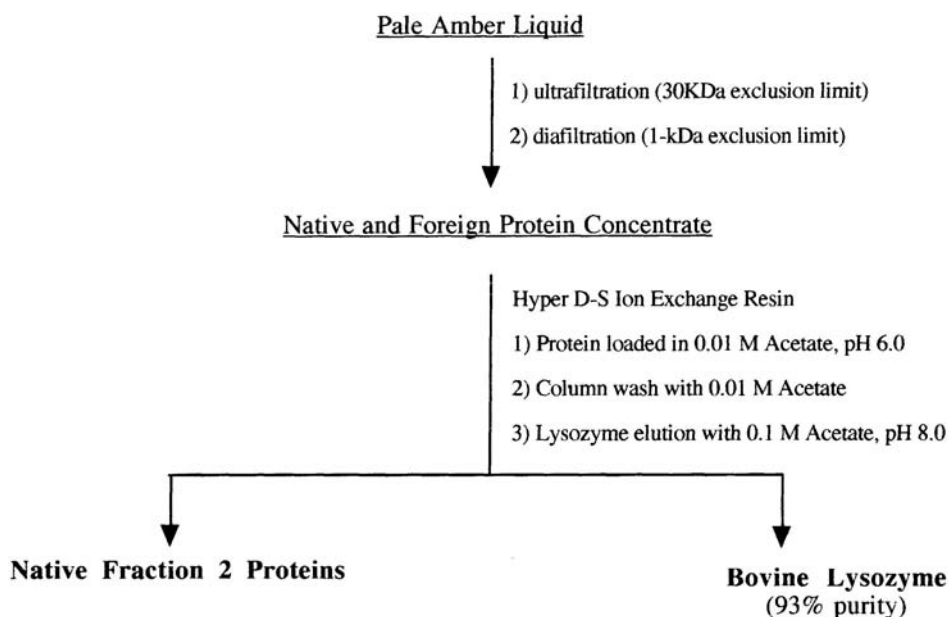 Pale Amber Liquid
1) ultrafiltration (30KDa exclusion limit)
2) diafiltration (1-kDa exclusion limit)
Native and Foreign Protein Concentrate
Hyper D-S Ion Exchange Resin
1) Protein loaded in 0.01 M Acetate, pH 6.0
2) Column wash with 0.01 M Acetate
3) Lysozyme elution with 0.1 M Acetate, pH 8.0
Native Fraction 2 Proteins
Bovine Lysozyme
(93% purity)